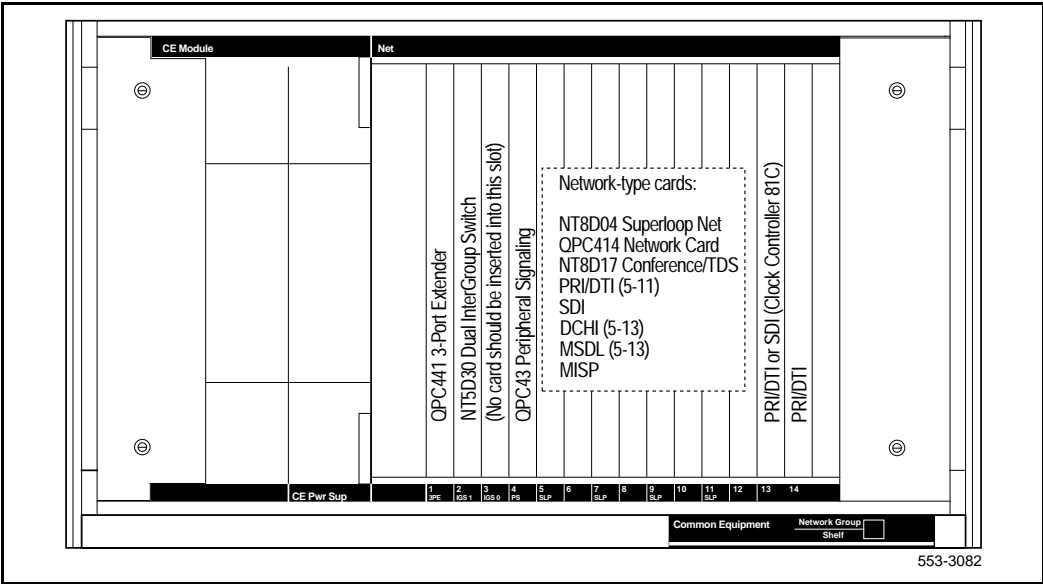 CE Module
Net
QPC441 3-Port Extender
NT5D30 Dual InterGroup Switch
(No card should be inserted into this slot)
QPC43 Peripheral Signaling
Network-type cards:
NT8D04 Superloop Net
QPC414 Network Card
NT8D17 Conference/TDS
PRI/DTI (5-11)
SDI
DCHI (5-13)
MSDL (5-13)
MISP
PRI/DTI or SDI (Clock Controller 81C)
PRI/DTI
CE Pwr Sup
1 2 3 4 5 6 7 8 9 10 11 12 13 14
3PE IGS 1 IGS 0 PS SLP SLP SLP SLP
Common Equipment
Network Group
Shelf
553-3082